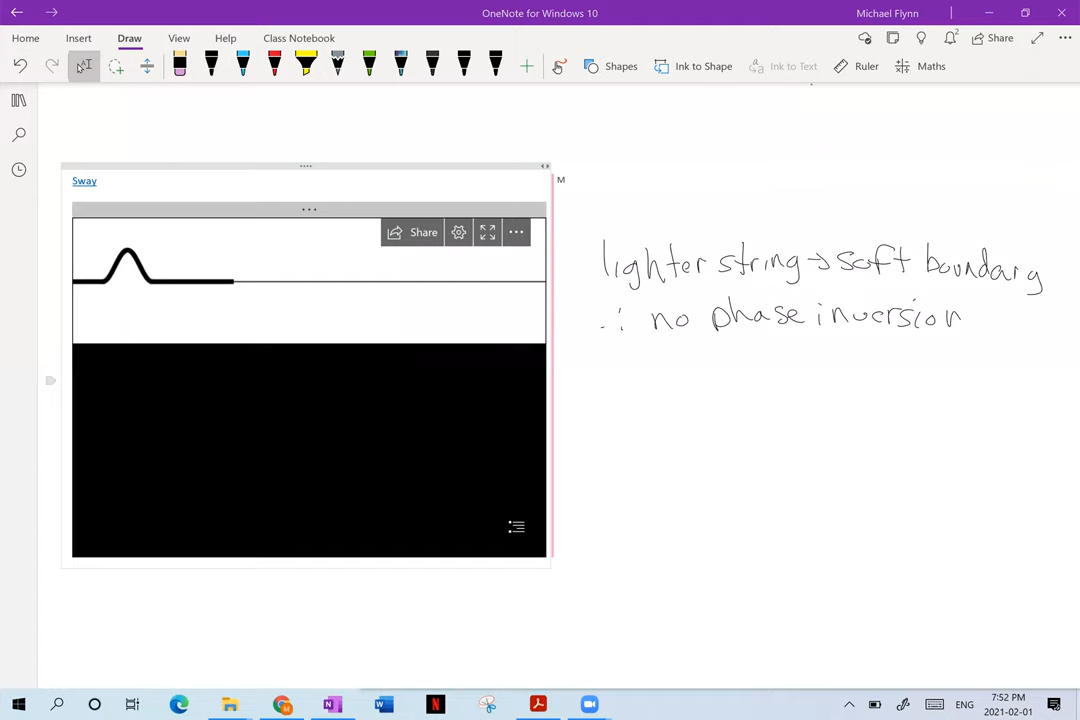 OneNote for Windows 10
Michael Flynn
Home Insert Draw View Help Class Notebook
Share
Shapes Ink to Shape Ink to Text Ruler Maths
Sway
M
Share
lighter string → soft boundary
∴ no phase inversion
7:52 PM
ENG
2021-02-01